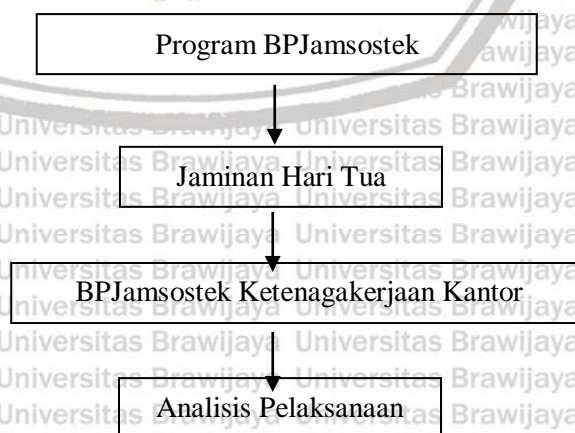 Program BPJamsostek
Jaminan Hari Tua
BPJamsostek Ketenagakerjaan Kantor
Analisis Pelaksanaan